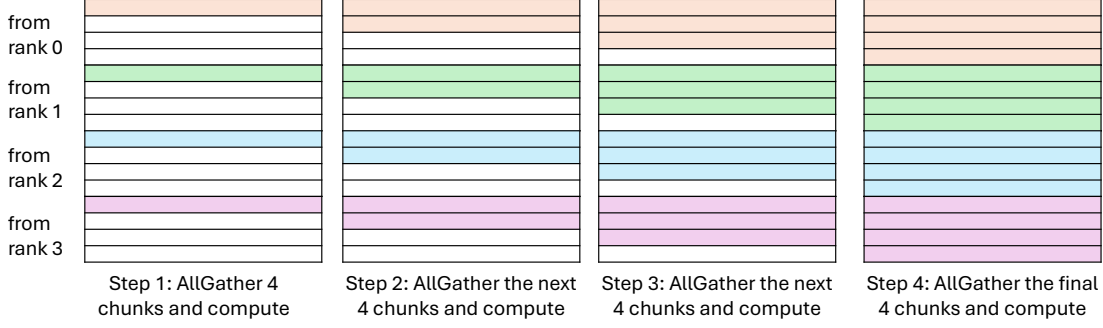 from
rank 0
from
rank 1
from
rank 2
from
rank 3
Step 1: AllGather 4
chunks and compute
Step 2: AllGather the next
4 chunks and compute
Step 3: AllGather the next
4 chunks and compute
Step 4: AllGather the final
4 chunks and compute